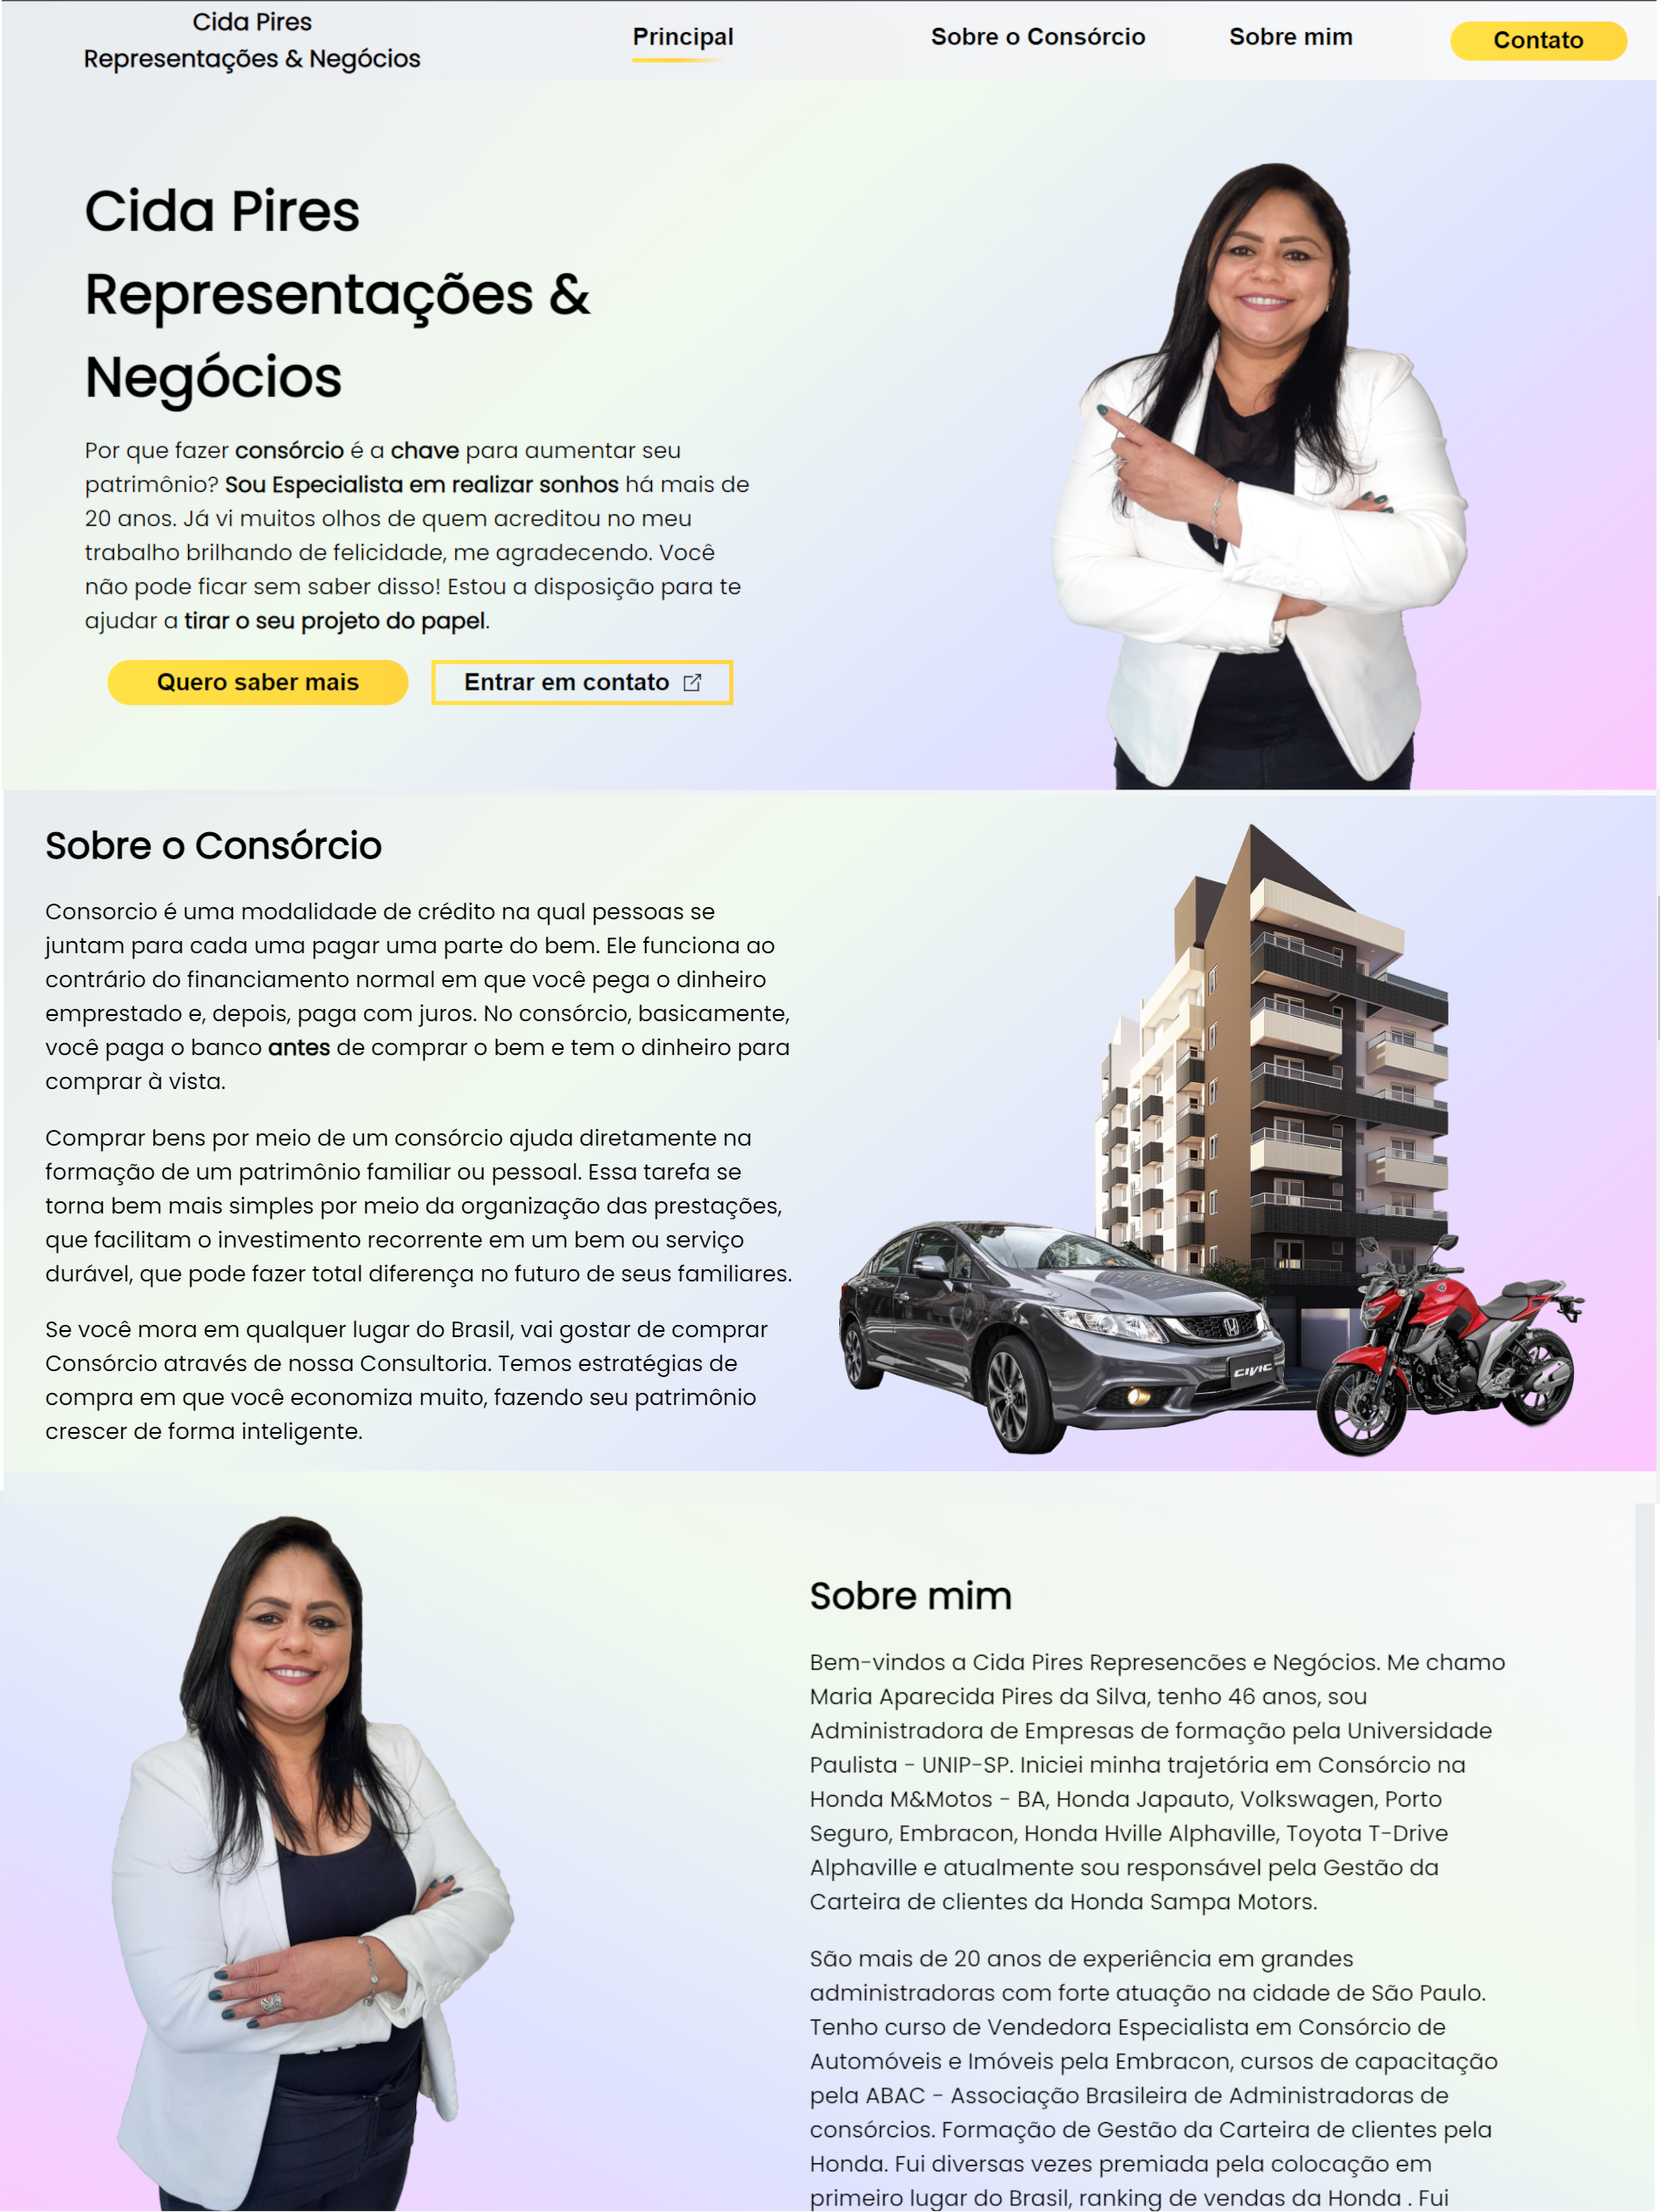 Cida Pires
Representações & Negócios
Principal
Sobre o Consórcio
Sobre mim
Contato
Cida Pires
Representações &
Negócios
Por que fazer consórcio é a chave para aumentar seu
patrimônio? Sou Especialista em realizar sonhos há mais de
20 anos. Já vi muitos olhos de quem acreditou no meu
trabalho brilhando de felicidade, me agradecendo. Você
não pode ficar sem saber disso! Estou a disposição para te
ajudar a tirar o seu projeto do papel.
Quero saber mais
Entrar em contato
Sobre o Consórcio
Consorcio é uma modalidade de crédito na qual pessoas se
juntam para cada uma pagar uma parte do bem. Ele funciona ao
contrário do financiamento normal em que você pega o dinheiro
emprestado e, depois, paga com juros. No consórcio, basicamente,
você paga o banco antes de comprar o bem e tem o dinheiro para
comprar à vista.
Comprar bens por meio de um consórcio ajuda diretamente na
formação de um patrimônio familiar ou pessoal. Essa tarefa se
torna bem mais simples por meio da organização das prestações,
que facilitam o investimento recorrente em um bem ou serviço
durável, que pode fazer total diferença no futuro de seus familiares.
Se você mora em qualquer lugar do Brasil, vai gostar de comprar
Consórcio através de nossa Consultoria. Temos estratégias de
compra em que você economiza muito, fazendo seu patrimônio
crescer de forma inteligente.
CIVIC
Sobre mim
Bem-vindos a Cida Pires Represencões e Negócios. Me chamo
Maria Aparecida Pires da Silva, tenho 46 anos, sou
Administradora de Empresas de formação pela Universidade
Paulista - UNIP-SP. Iniciei minha trajetória em Consórcio na
Honda M&Motos - BA, Honda Japauto, Volkswagen, Porto
Seguro, Embracon, Honda Hville Alphaville, Toyota T-Drive
Alphaville e atualmente sou responsável pela Gestão da
Carteira de clientes da Honda Sampa Motors.
São mais de 20 anos de experiência em grandes
administradoras com forte atuação na cidade de São Paulo.
Tenho curso de Vendedora Especialista em Consórcio de
Automóveis e Imóveis pela Embracon, cursos de capacitação
pela ABAC - Associação Brasileira de Administradoras de
consórcios. Formação de Gestão da Carteira de clientes pela
Honda. Fui diversas vezes premiada pela colocação em
primeiro lugar do Brasil, ranking de vendas da Honda . Fui